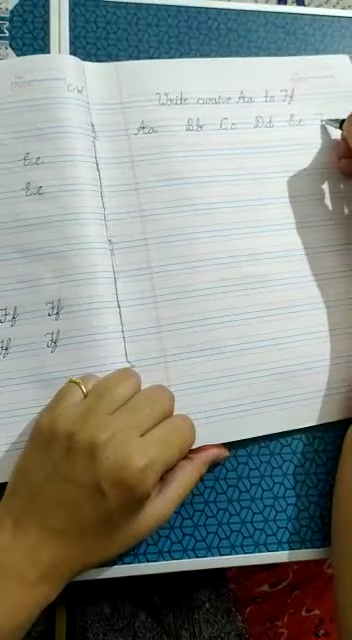 CW
Ee
Ee
Ff Ff
Ff Ff
Write cursive Aa to Ff
Aa Bb Cc Dd Ee